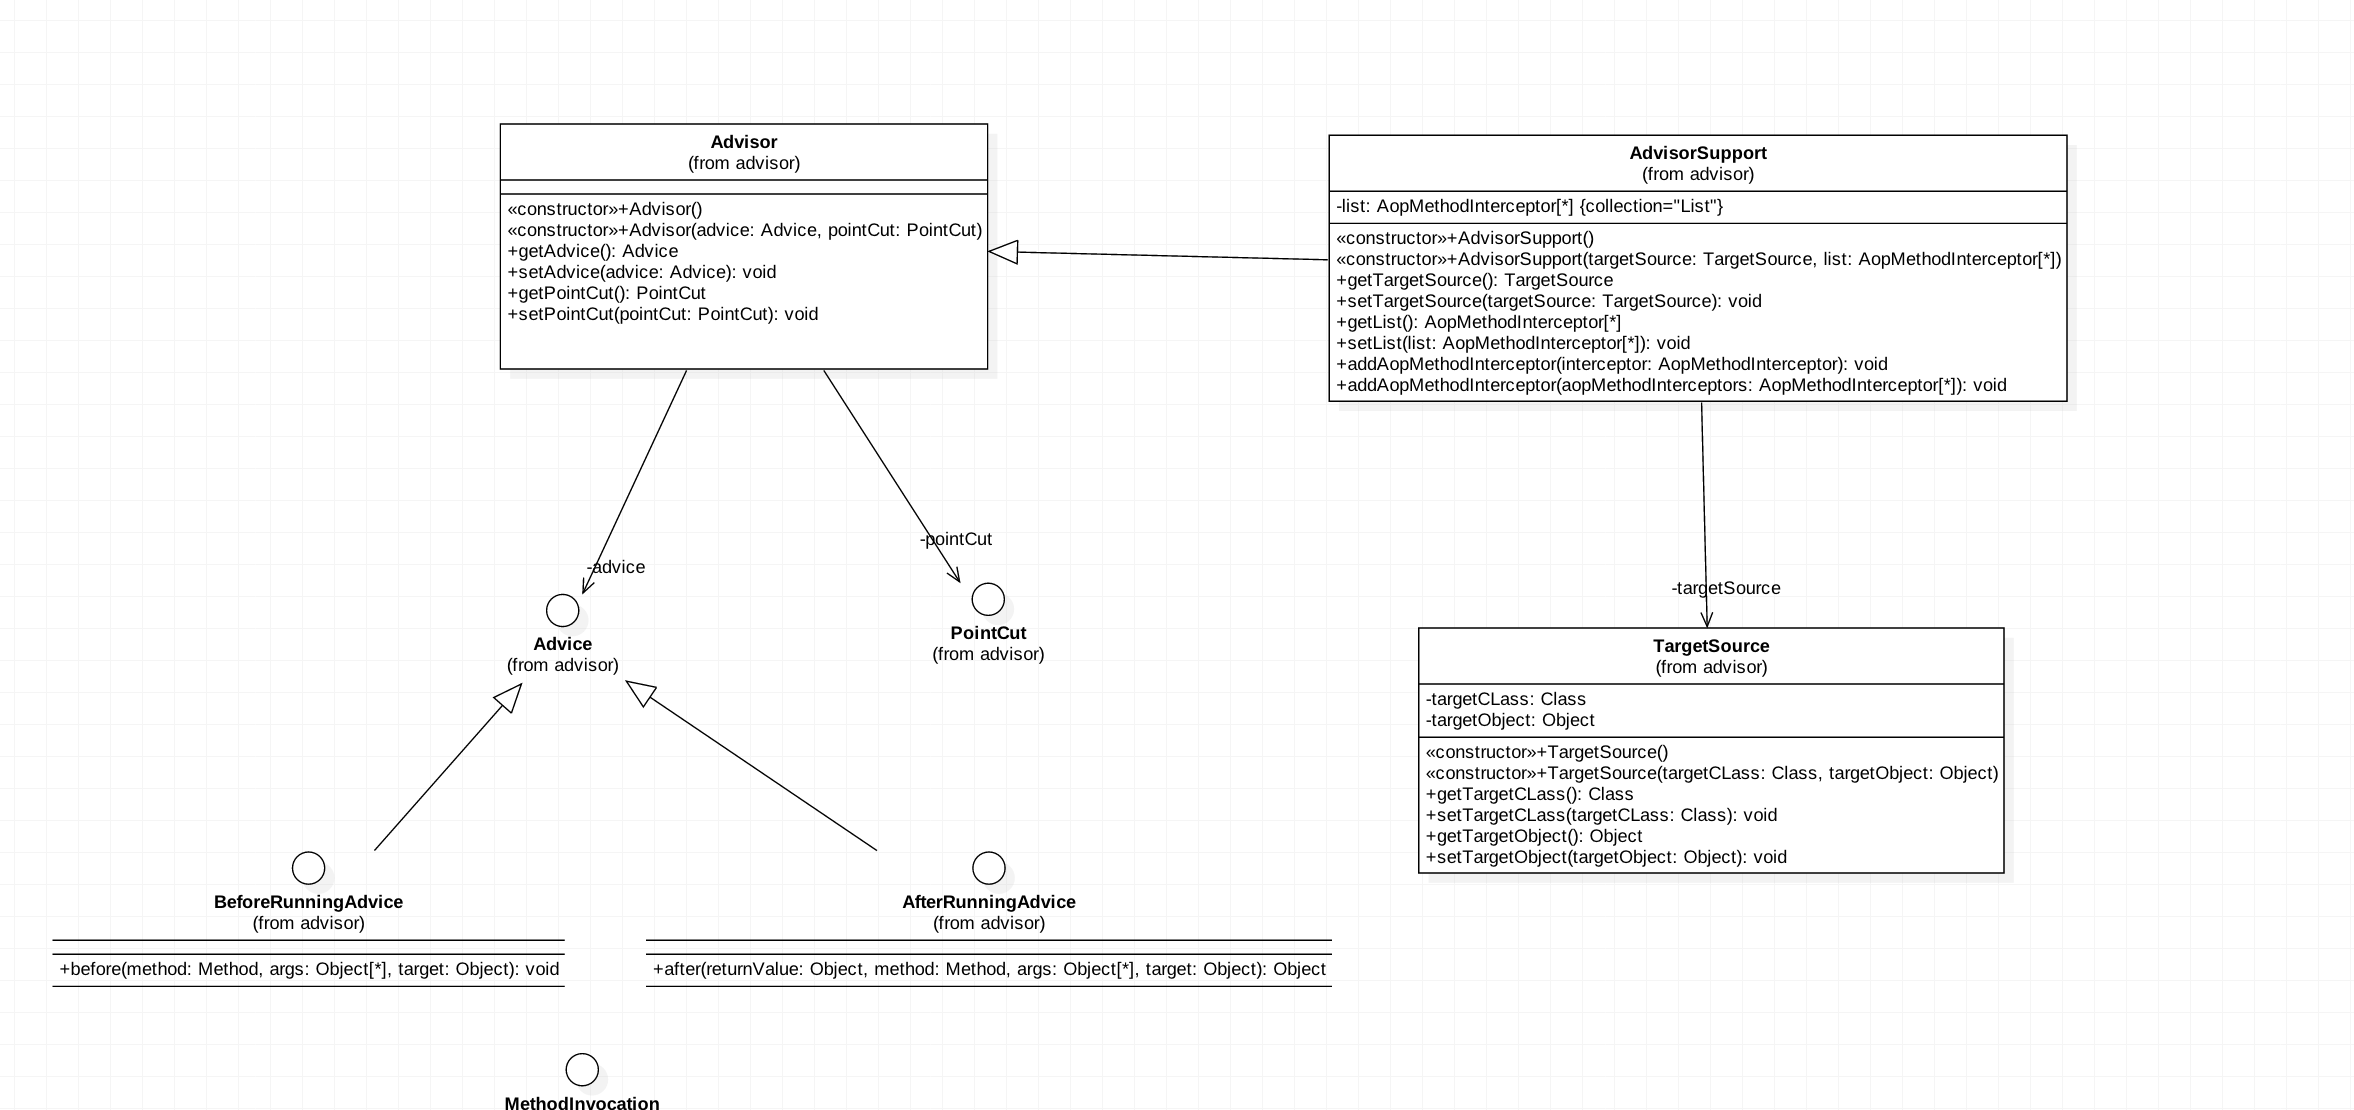 Advisor
(from advisor)
«constructor»+Advisor()
«constructor»+Advisor(advice: Advice, pointCut: PointCut)
+getAdvice(): Advice
+setAdvice(advice: Advice): void
+getPointCut(): PointCut
+setPointCut(pointCut: PointCut): void
AdvisorSupport
(from advisor)
-list: AopMethodInterceptor[*] {collection="List"}
«constructor»+AdvisorSupport()
«constructor»+AdvisorSupport(targetSource: TargetSource, list: AopMethodInterceptor[*])
+getTargetSource(): TargetSource
+setTargetSource(targetSource: TargetSource): void
+getList(): AopMethodInterceptor[*]
+setList(list: AopMethodInterceptor[*]): void
+addAopMethodInterceptor(interceptor: AopMethodInterceptor): void
+addAopMethodInterceptor(aopMethodInterceptors: AopMethodInterceptor[*]): void
-advice
-pointCut
-targetSource
Advice
(from advisor)
PointCut
(from advisor)
TargetSource
(from advisor)
-targetCLass: Class
-targetObject: Object
«constructor»+TargetSource()
«constructor»+TargetSource(targetCLass: Class, targetObject: Object)
+getTargetCLass(): Class
+setTargetCLass(targetCLass: Class): void
+getTargetObject(): Object
+setTargetObject(targetObject: Object): void
BeforeRunningAdvice
(from advisor)
+before(method: Method, args: Object[*], target: Object): void
AfterRunningAdvice
(from advisor)
+after(returnValue: Object, method: Method, args: Object[*], target: Object): Object
MethodInvocation